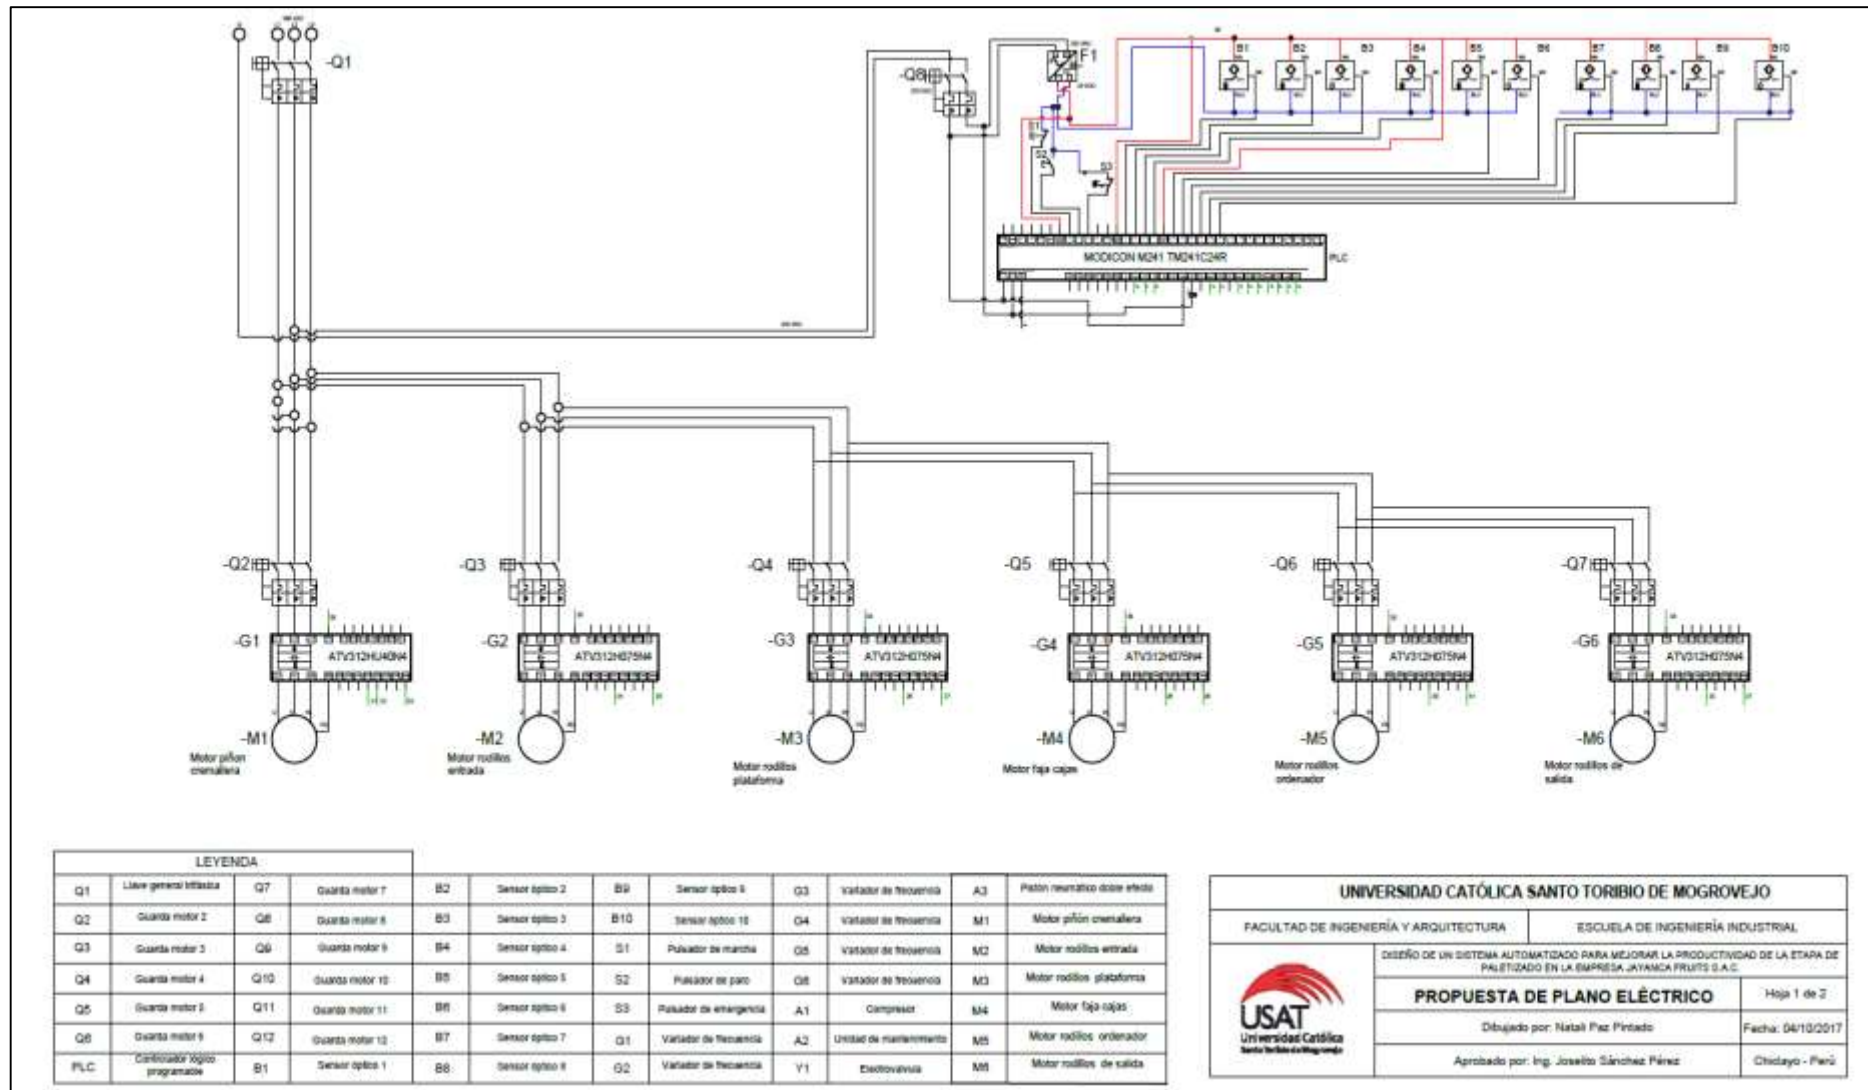 -Q1
-Q8
F1
B1
B2
B3
B4
B5
B6
B7
B8
B9
B10
S1
S2
S3
MODICON M241 TM241C24R
PLC
-Q2
-Q3
-Q4
-Q5
-Q6
-Q7
-G1
ATV312HU40N4
-G2
ATV312H075N4
-G3
ATV312H075N4
-G4
ATV312H075N4
-G5
ATV312H075N4
-G6
ATV312H075N4
-M1
Motor piñon
cremallera
-M2
Motor rodillos
entrada
-M3
Motor rodillos
plataforma
-M4
Motor faja cajas
-M5
Motor rodillos
ordenador
-M6
Motor rodillos de
salida
LEYENDA
Q1 Llave general trifásica Q7 Guarda motor 7 B2 Sensor óptico 2 B9 Sensor óptico 9 G3 Variador de frecuencia A3 Pistón neumático doble efecto
Q2 Guarda motor 2 Q8 Guarda motor 8 B3 Sensor óptico 3 B10 Sensor óptico 10 G4 Variador de frecuencia M1 Motor piñón cremallera
Q3 Guarda motor 3 Q9 Guarda motor 9 B4 Sensor óptico 4 S1 Pulsador de marcha G5 Variador de frecuencia M2 Motor rodillos entrada
Q4 Guarda motor 4 Q10 Guarda motor 10 B5 Sensor óptico 5 S2 Pulsador de paro G6 Variador de frecuencia M3 Motor rodillos plataforma
Q5 Guarda motor 5 Q11 Guarda motor 11 B6 Sensor óptico 6 S3 Pulsador de emergencia A1 Compresor M4 Motor faja cajas
Q6 Guarda motor 6 Q12 Guarda motor 12 B7 Sensor óptico 7 G1 Variador de frecuencia A2 Unidad de mantenimiento M5 Motor rodillos ordenador
PLC Controlador lógico programable B1 Sensor óptico 1 B8 Sensor óptico 8 G2 Variador de frecuencia Y1 Electroválvula M6 Motor rodillos de salida
UNIVERSIDAD CATÓLICA SANTO TORIBIO DE MOGROVEJO
FACULTAD DE INGENIERÍA Y ARQUITECTURA ESCUELA DE INGENIERÍA INDUSTRIAL
DISEÑO DE UN SISTEMA AUTOMATIZADO PARA MEJORAR LA PRODUCTIVIDAD DE LA ETAPA DE
PALETIZADO EN LA EMPRESA JAYANCA FRUITS S.A.C.
PROPUESTA DE PLANO ELÉCTRICO Hoja 1 de 2
Dibujado por: Natali Paz Pintado Fecha: 04/10/2017
Aprobado por: Ing. Joselito Sánchez Pérez Chiclayo - Perú
USAT
Universidad Católica
Santo Toribio de Mogrovejo